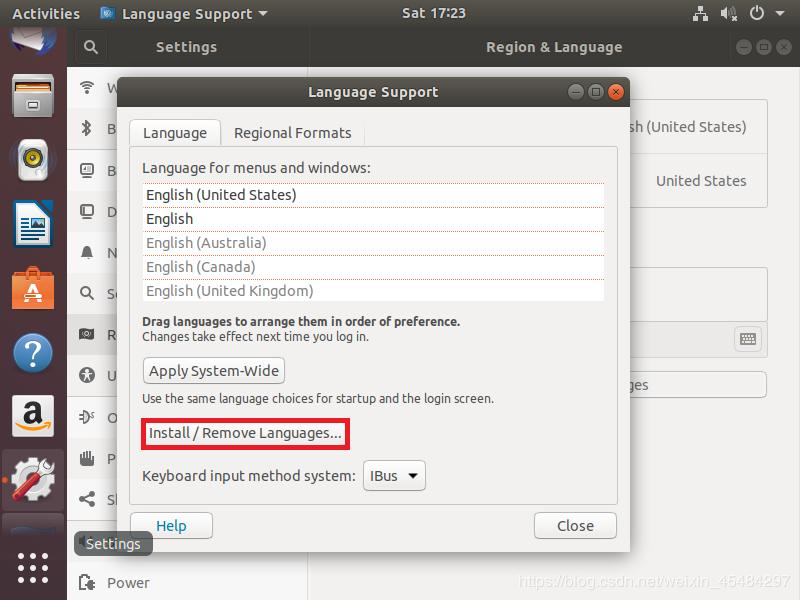 Activities Language Support Sat 17:23
Settings Region & Language
Language Support
Language Regional Formats
Language for menus and windows:
English (United States)
English
English (Australia)
English (Canada)
English (United Kingdom)
Drag languages to arrange them in order of preference.
Changes take effect next time you log in.
Apply System-Wide
Use the same language choices for startup and the login screen.
Install / Remove Languages...
Keyboard input method system: IBus
Help Close
Settings
Power
sh (United States)
United States
ges
https://blog.csdn.net/weixin_45484297